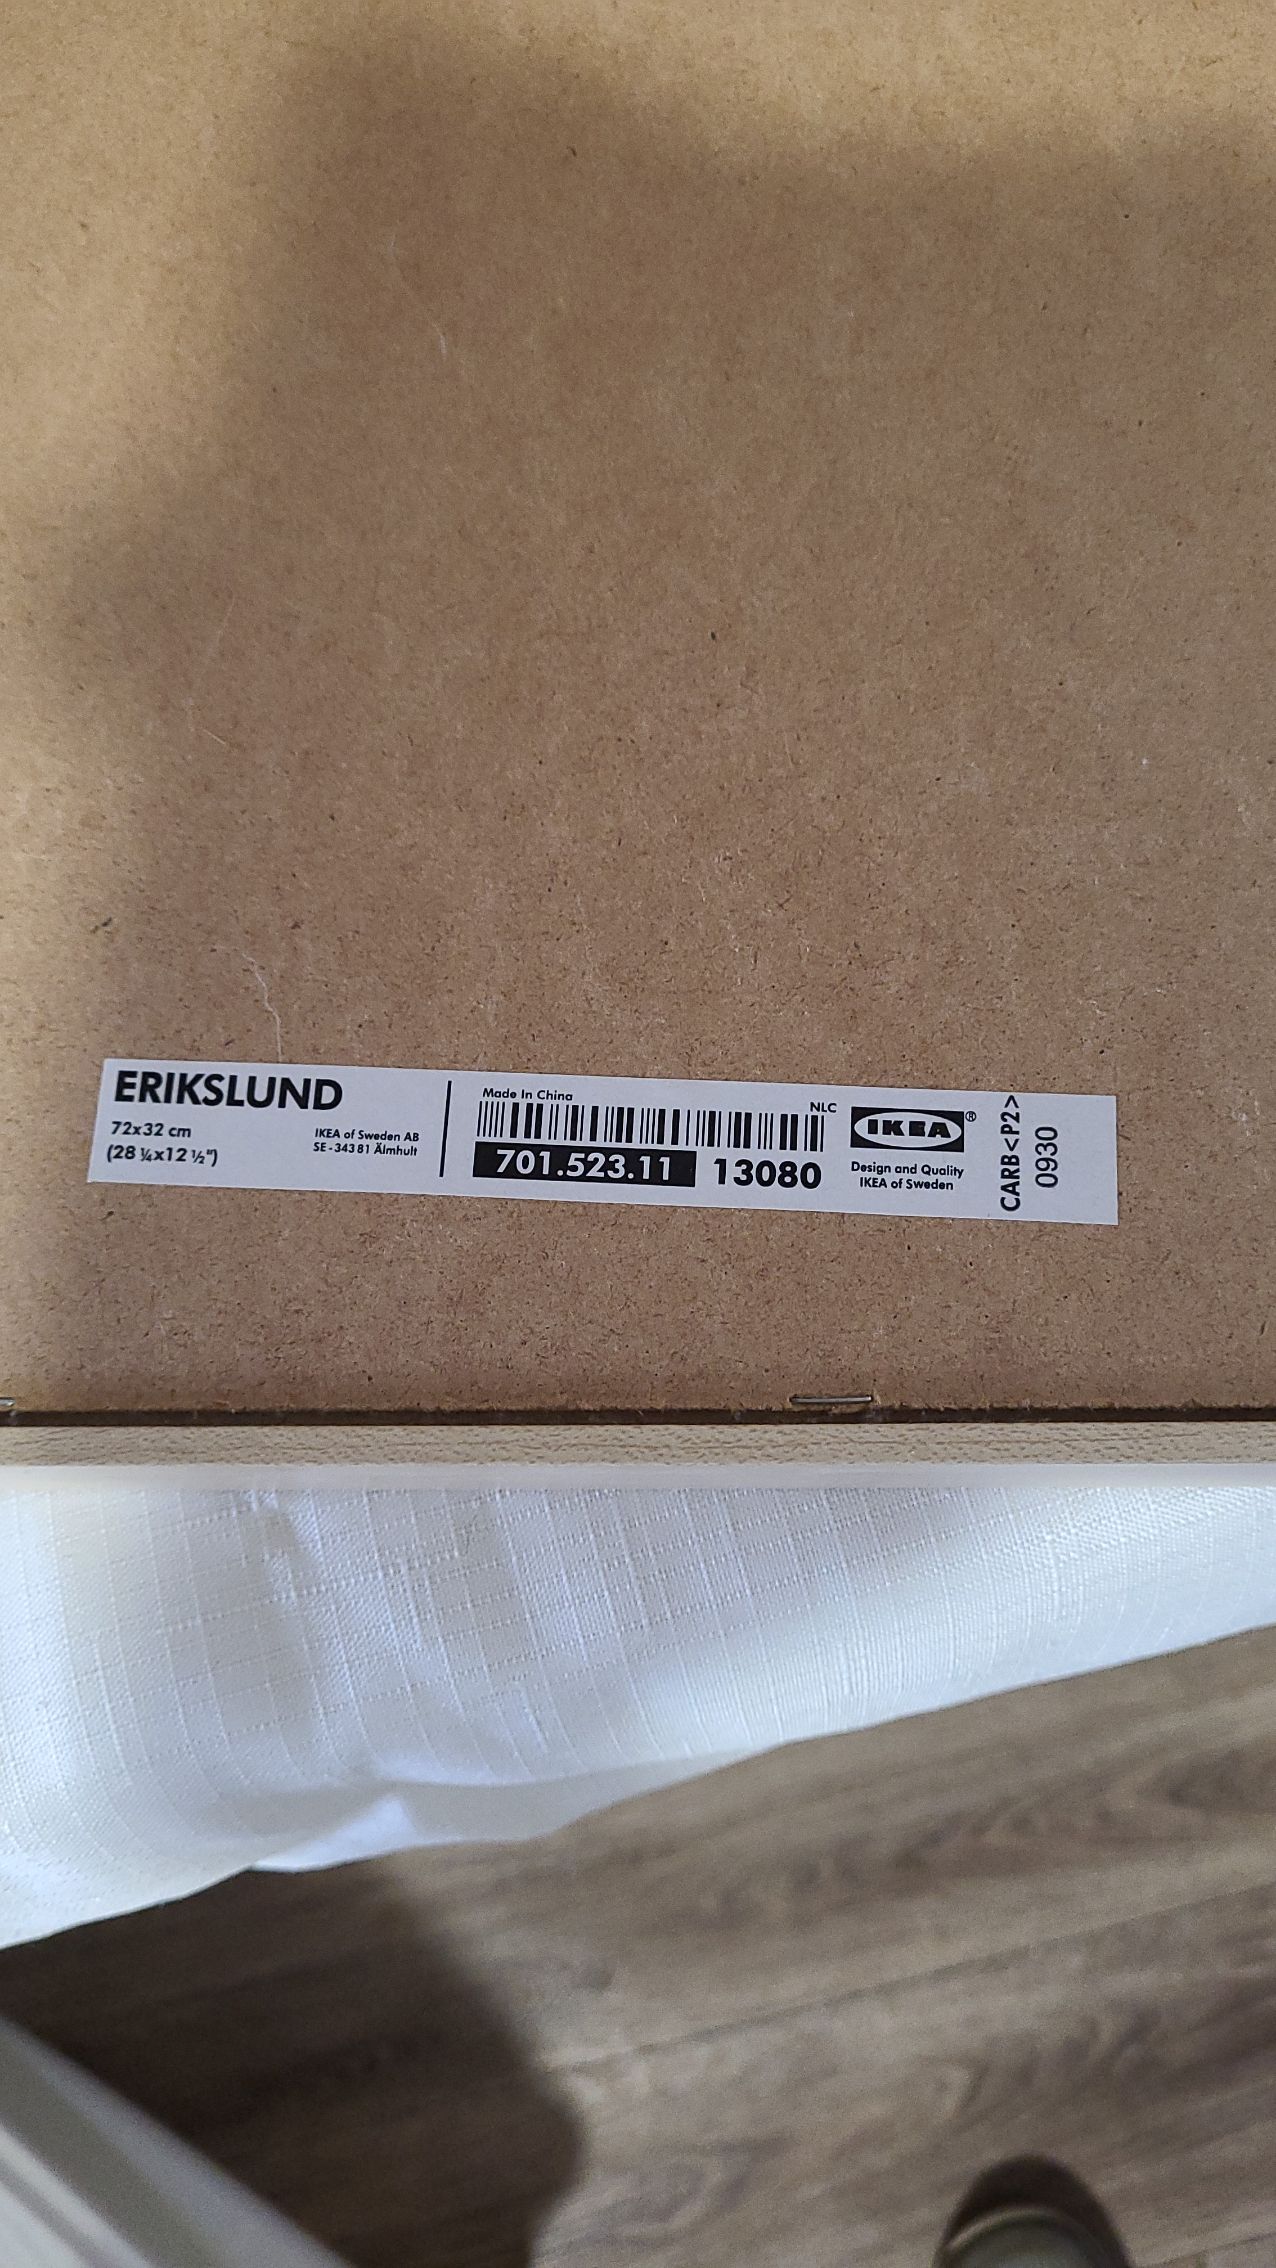 ERIKSLUND
72x32 cm
(28 ¼x12 ½")
IKEA of Sweden AB
SE-343 81 Älmhult
Made In China
NLC
701.523.11 13080
IKEA®
Design and Quality
IKEA of Sweden
CARB<P2>
0930